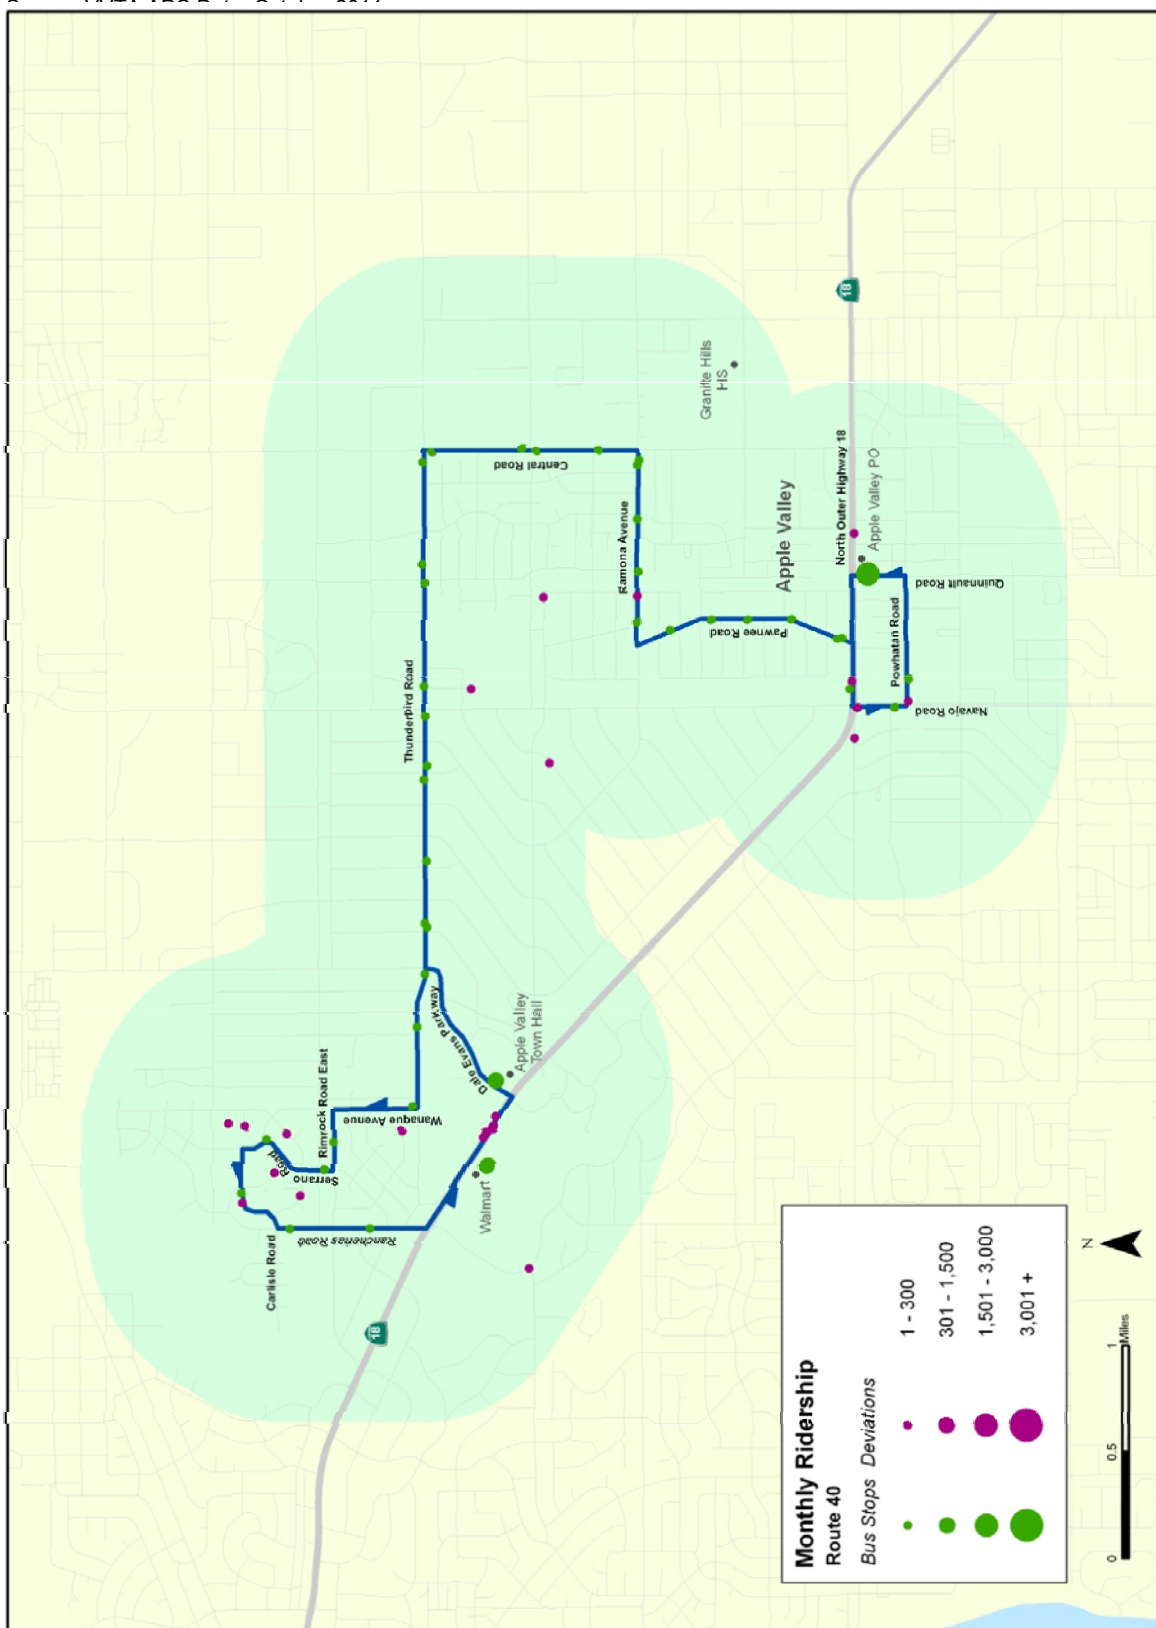 Carlisle Road
Rancherias Road
Serrano
Road
Rimrock Road East
Wanaque Avenue
Walmart
Dale Evans Parkway
Apple Valley
Town Hall
18
Thunderbird Road
Central Road
Ramona Avenue
Pawnee Road
Granite Hills
HS
Apple Valley
North Outer Highway 18
Apple Valley PO
Powhatan Road
Quinnault Road
Navajo Road
18
Monthly Ridership
Route 40
Bus Stops Deviations
1 - 300
301 - 1,500
1,501 - 3,000
3,001 +
N
0 0.5 1
Miles